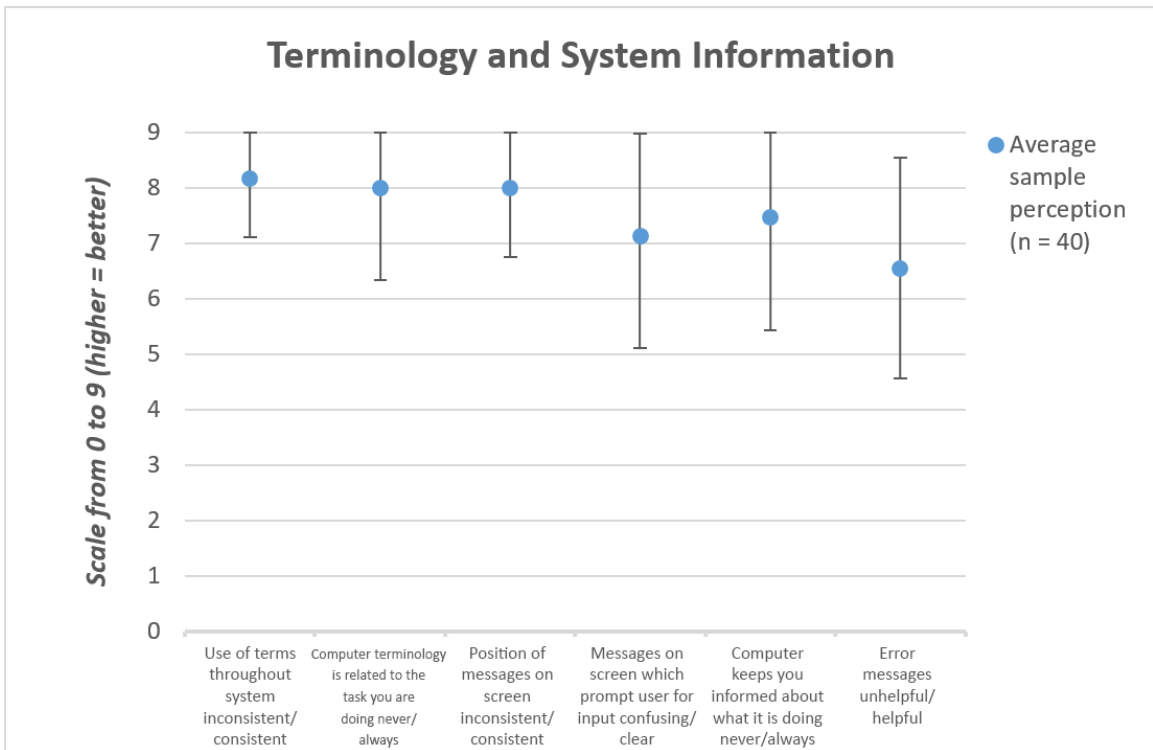 Terminology and System Information
Scale from 0 to 9 (higher = better)
9
8
7
6
5
4
3
2
1
0
Average
sample
perception
(n = 40)
Use of terms
throughout
system
inconsistent/
consistent
Computer terminology
is related to the
task you are
doing never/
always
Position of
messages on
screen
inconsistent/
consistent
Messages on
screen which
prompt user for
input confusing/
clear
Computer
keeps you
informed about
what it is doing
never/always
Error
messages
unhelpful/
helpful